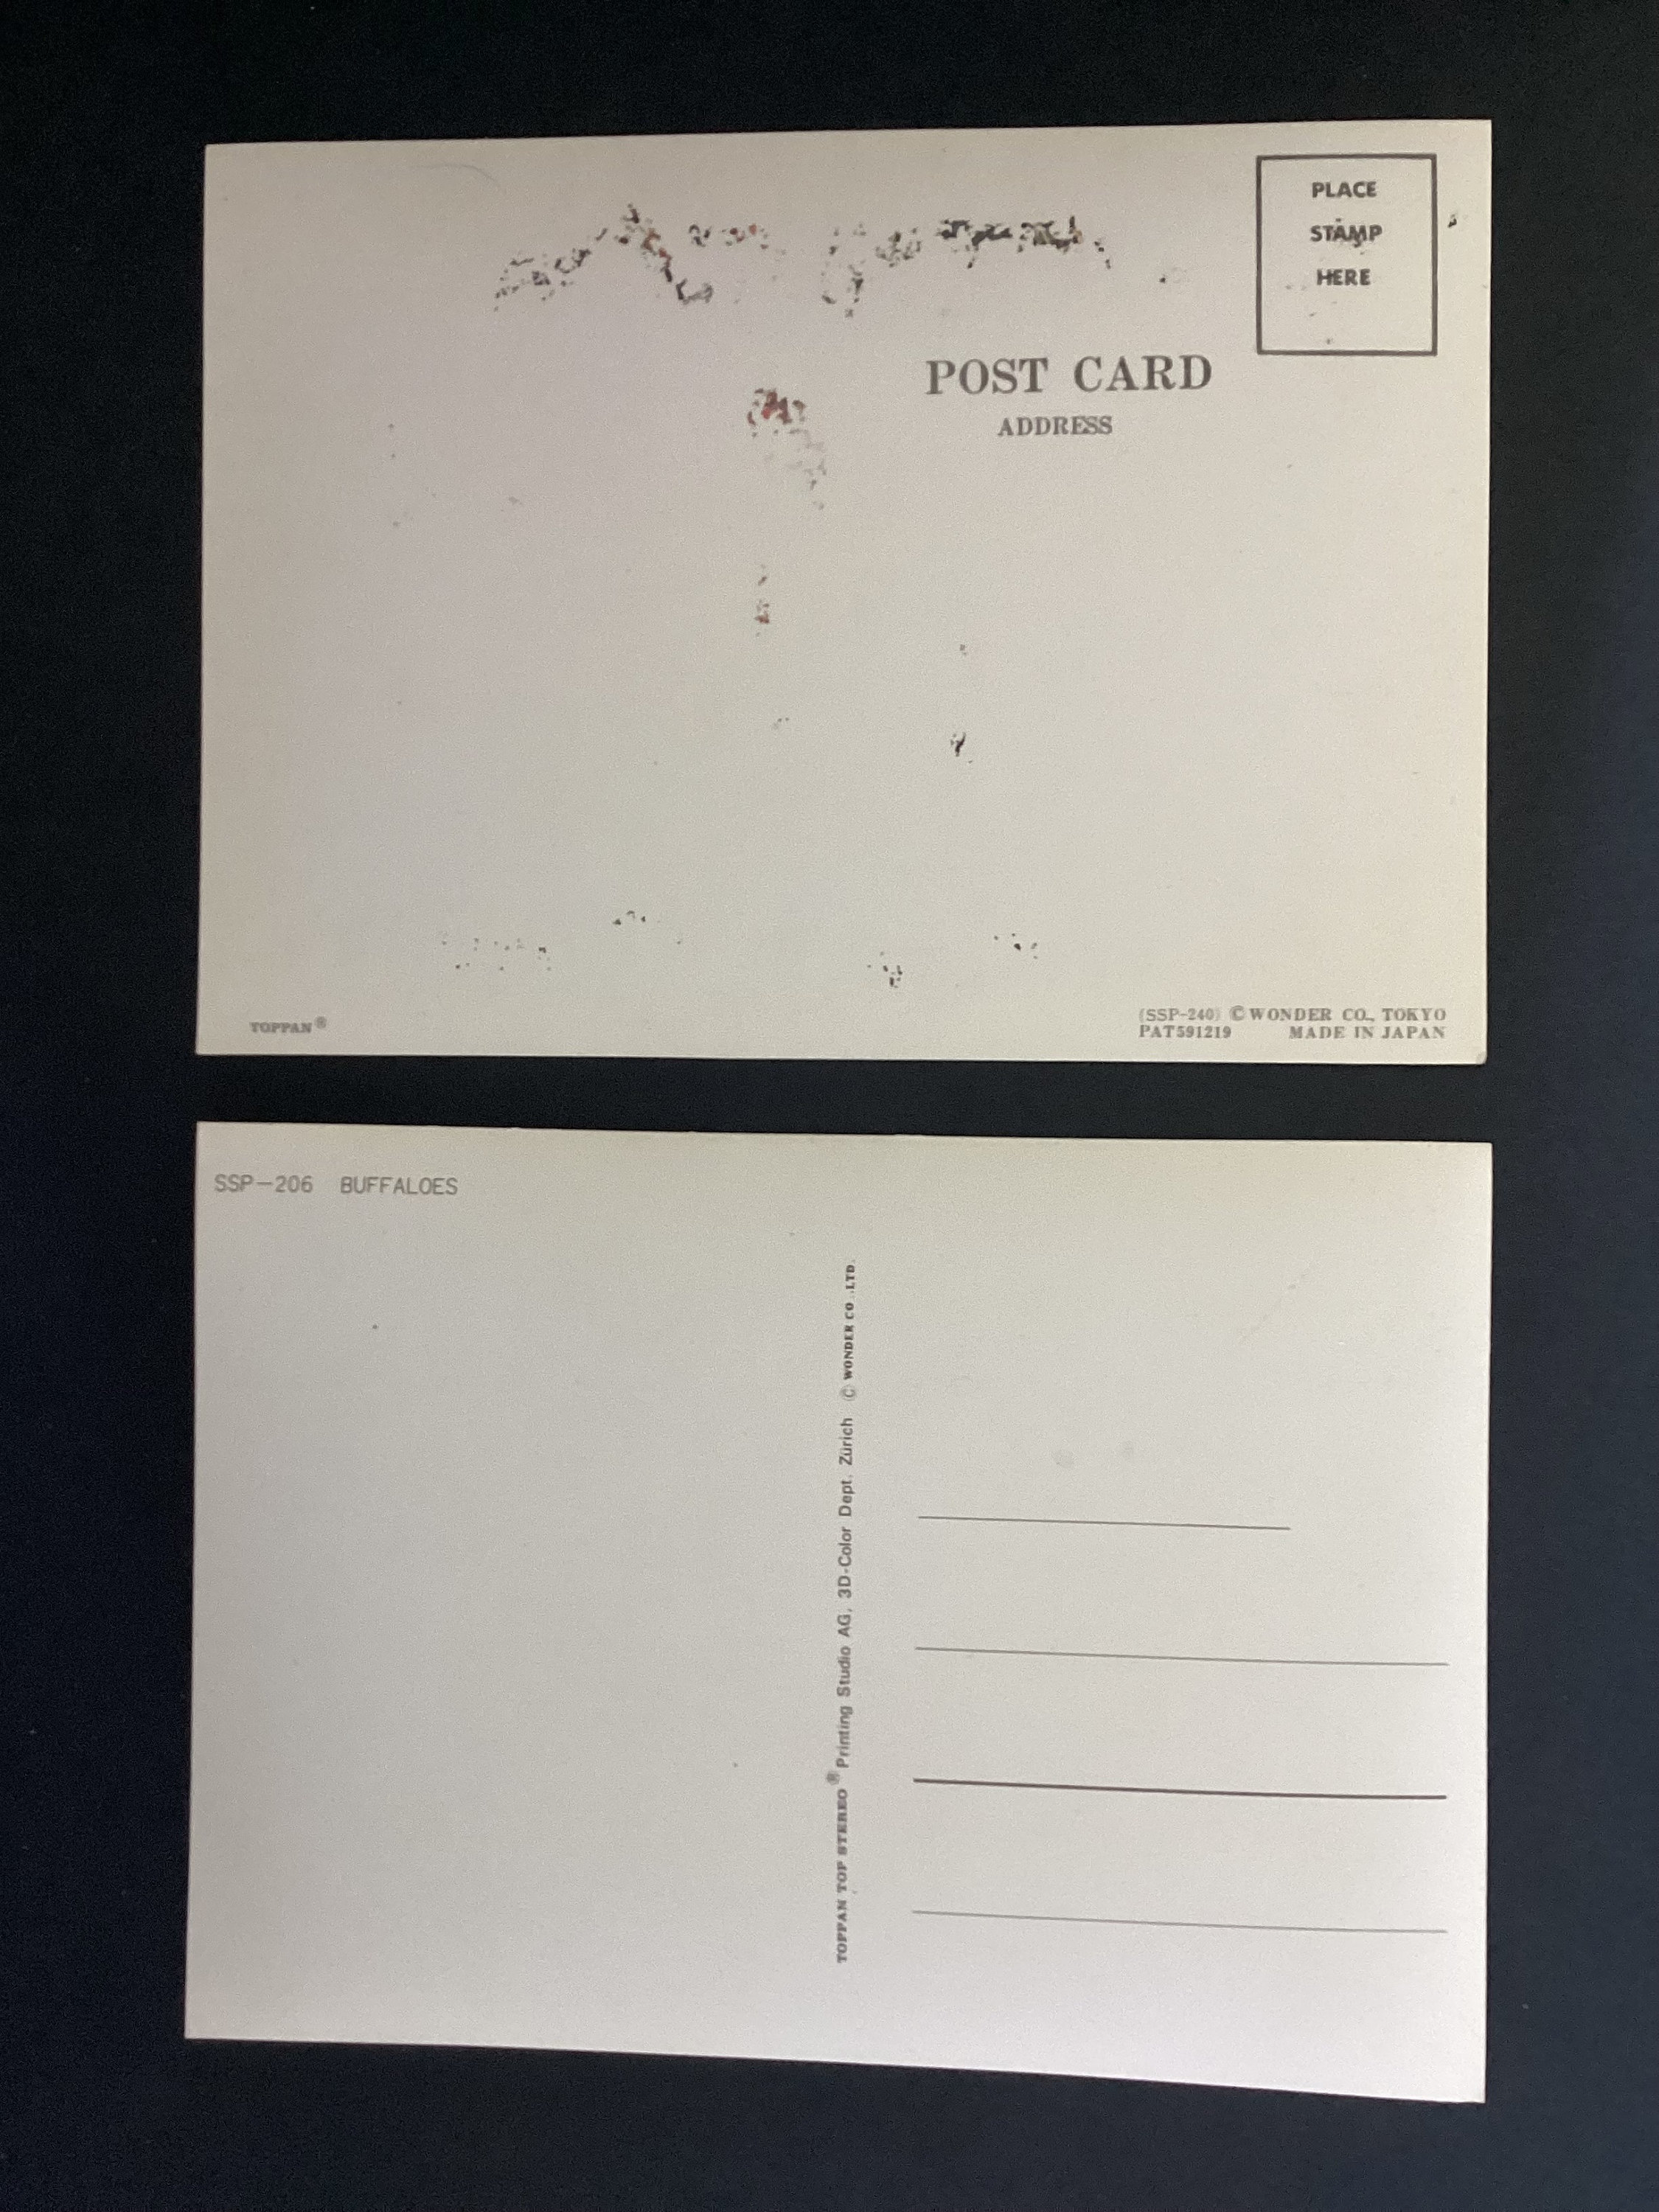 PLACE
STAMP
HERE
POST CARD
ADDRESS
TOPPAN®
(SSP-240) © WONDER CO., TOKYO
PAT591219 MADE IN JAPAN
SSP-206 BUFFALOES
TOPPAN TOP STEREO® Printing Studio AG, 3D-Color Dept. Zürich © WONDER CO.,LTD.